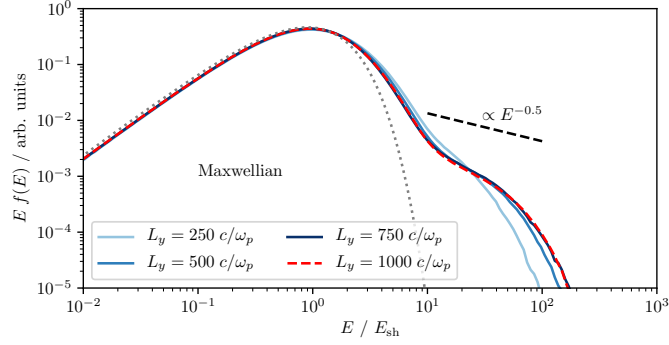 10^0
10^{-1}
10^{-2}
10^{-3}
10^{-4}
10^{-5}
E f(E) / arb. units
∝ E^{-0.5}
Maxwellian
L_y = 250 c/ω_p
L_y = 750 c/ω_p
L_y = 500 c/ω_p
L_y = 1000 c/ω_p
10^{-2}
10^{-1}
10^0
10^1
10^2
10^3
E / E_sh